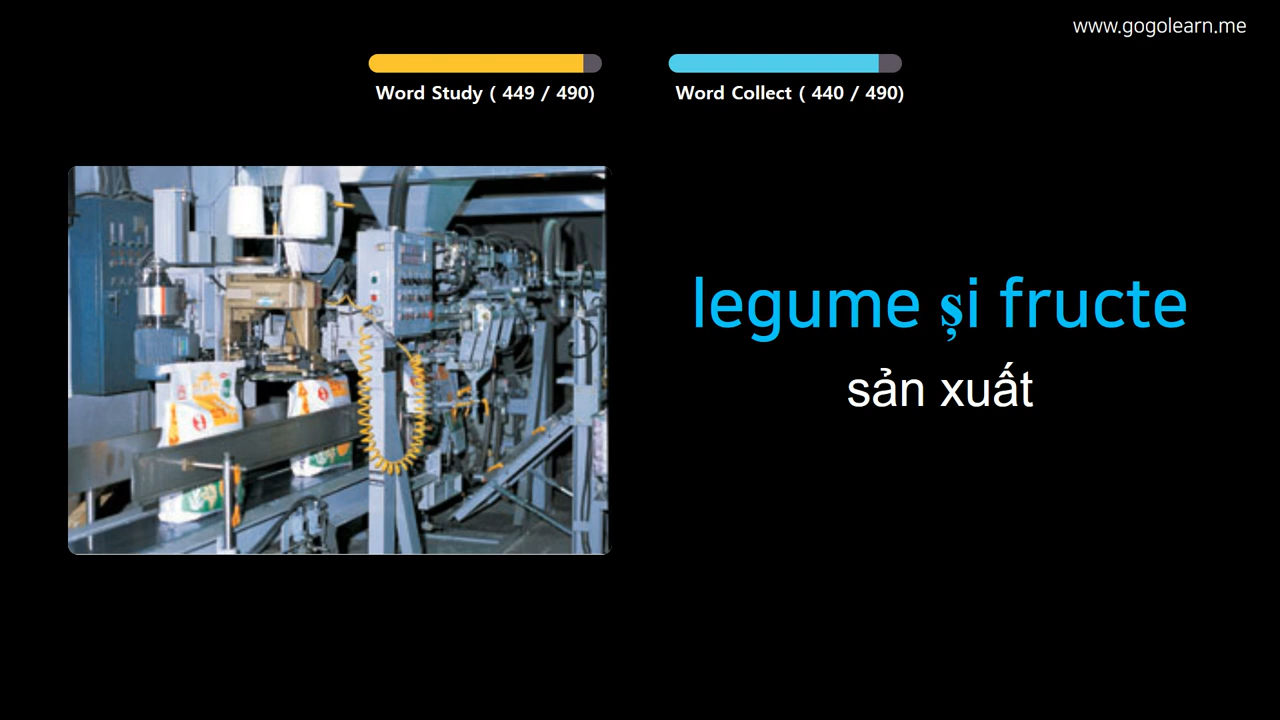 www.gogolearn.me
Word Study ( 449 / 490)
Word Collect ( 440 / 490)
legume și fructe
sản xuất